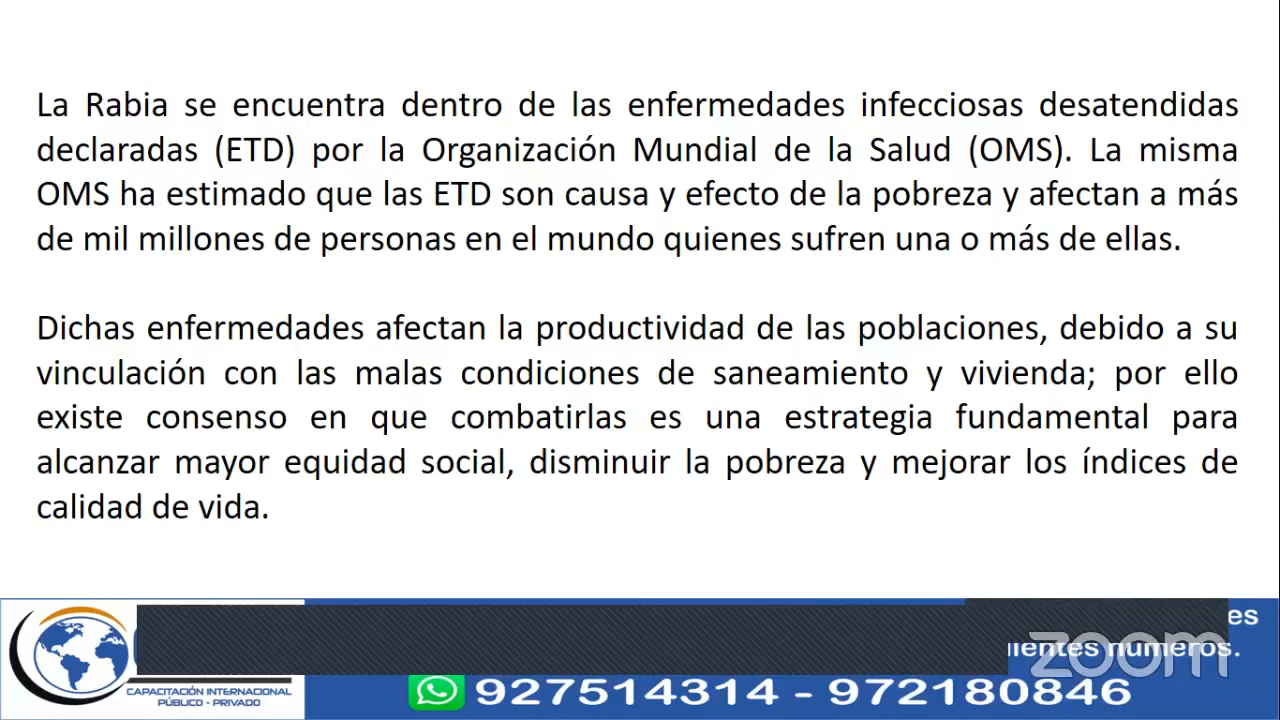 La Rabia se encuentra dentro de las enfermedades infecciosas desatendidas
declaradas (ETD) por la Organización Mundial de la Salud (OMS). La misma
OMS ha estimado que las ETD son causa y efecto de la pobreza y afectan a más
de mil millones de personas en el mundo quienes sufren una o más de ellas.
Dichas enfermedades afectan la productividad de las poblaciones, debido a su
vinculación con las malas condiciones de saneamiento y vivienda; por ello
existe consenso en que combatirlas es una estrategia fundamental para
alcanzar mayor equidad social, disminuir la pobreza y mejorar los índices de
calidad de vida.
números.
zoom
CAPACITACIÓN INTERNACIONAL
PÚBLICO - PRIVADO
927514314 - 972180846